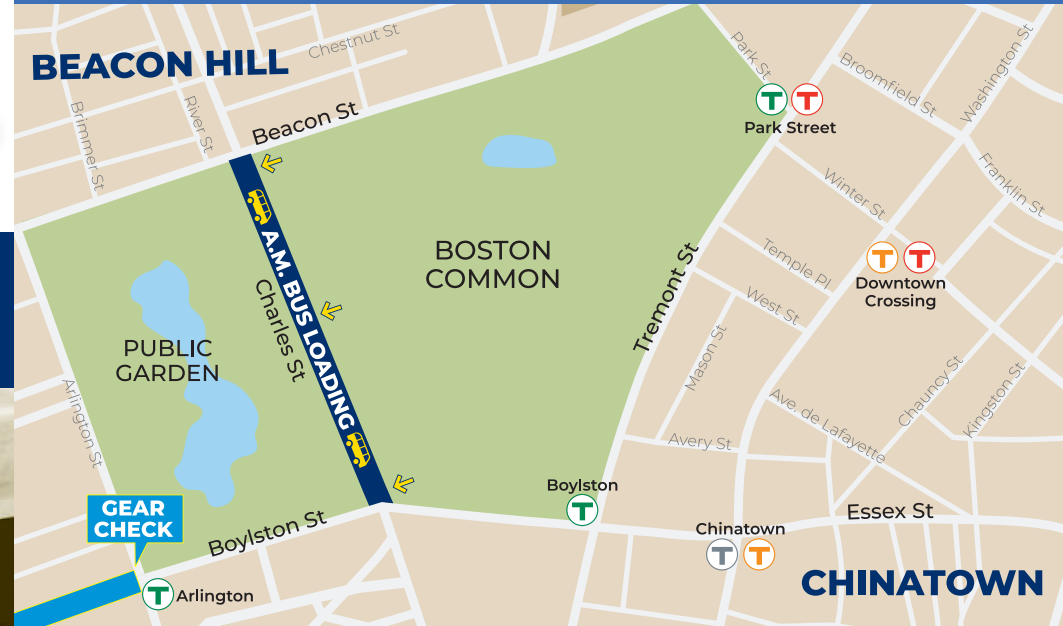 BEACON HILL
Chestnut St
Park St
Broomfield St
Washington St
Brimmer St
River St
Beacon St
T T
Park Street
Franklin St
Winter St
A.M. BUS LOADING
BOSTON
COMMON
Temple Pl
T T
Downtown
Crossing
Charles St
Tremont St
West St
PUBLIC
GARDEN
Mason St
Arlington St
Chauncy St
Kingston St
Ave. de Lafayette
Avery St
Boylston
T
GEAR
CHECK
Boylston St
Essex St
Chinatown
T T
T Arlington
CHINATOWN